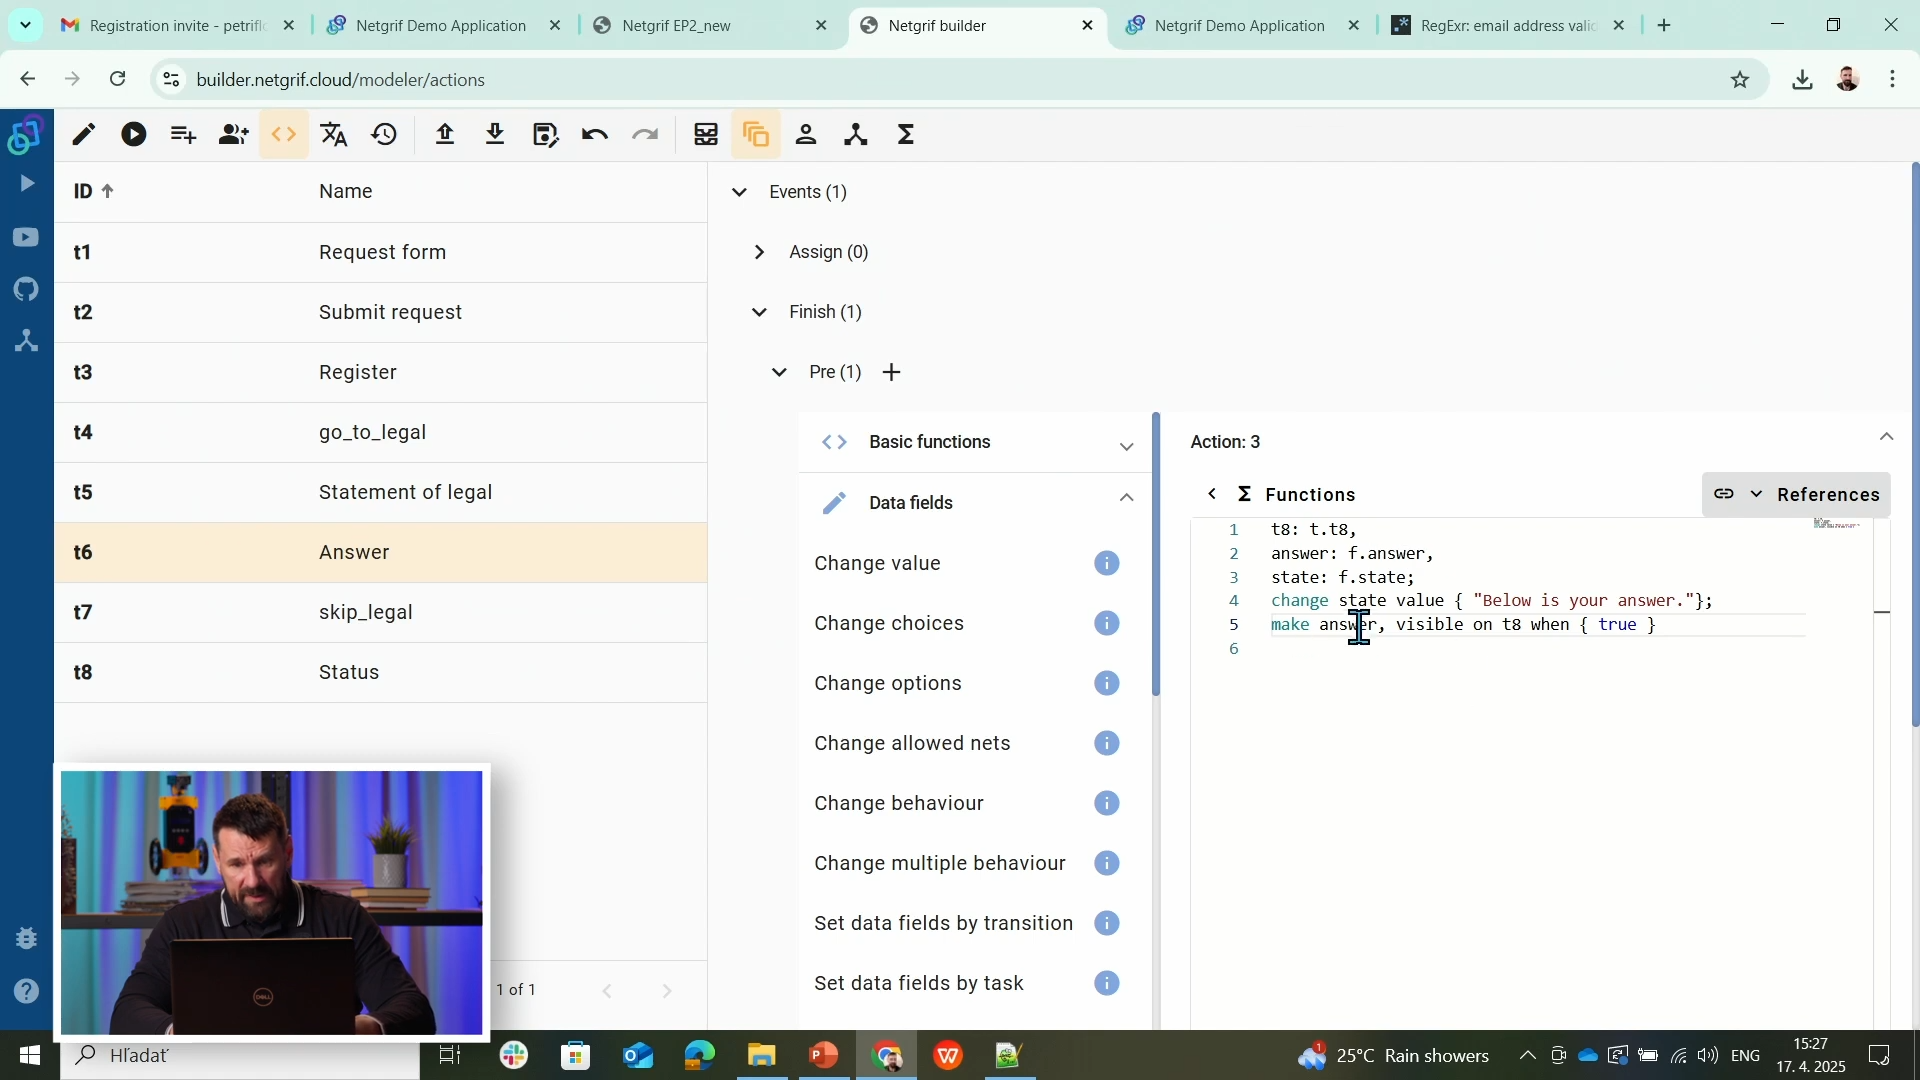 Registration invite - petriflo
Netgrif Demo Application
Netgrif EP2_new
Netgrif builder
Netgrif Demo Application
RegExr: email address valid
builder.netgrif.cloud/modeler/actions
ID
Name
t1
Request form
t2
Submit request
t3
Register
t4
go_to_legal
t5
Statement of legal
t6
Answer
t7
skip_legal
t8
Status
1 of 1
Events (1)
Assign (0)
Finish (1)
Pre (1)
Basic functions
Data fields
Change value
Change choices
Change options
Change allowed nets
Change behaviour
Change multiple behaviour
Set data fields by transition
Set data fields by task
Action: 3
Functions
References
1 t8: t.t8,
2 answer: f.answer,
3 state: f.state;
4 change state value { "Below is your answer."};
5 make answer, visible on t8 when { true }
6
DELL
Hľadať
1
25°C Rain showers
ENG
15:27
17. 4. 2025